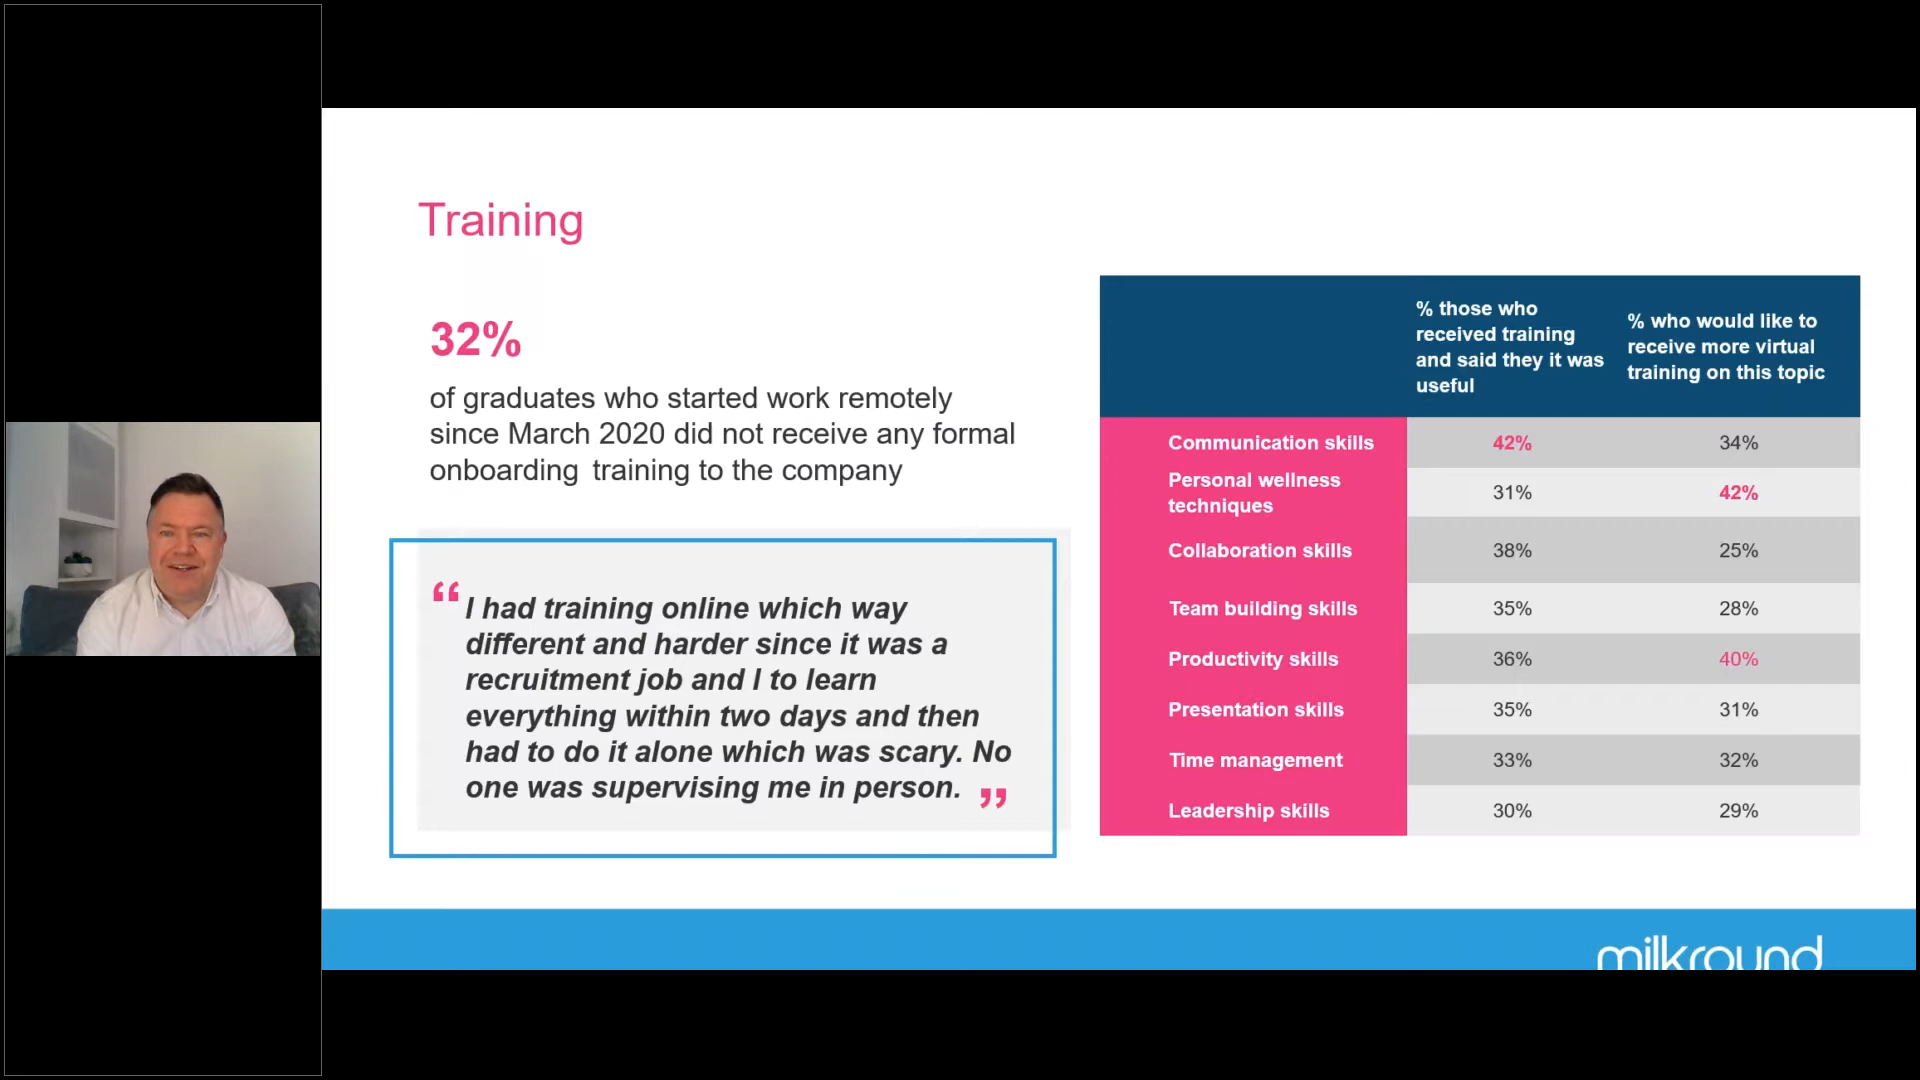 Training
32%
of graduates who started work remotely
since March 2020 did not receive any formal
onboarding training to the company
“ I had training online which way
different and harder since it was a
recruitment job and I to learn
everything within two days and then
had to do it alone which was scary. No
one was supervising me in person. ”
% those who
received training
and said they it was
useful
% who would like to
receive more virtual
training on this topic
Communication skills 42% 34%
Personal wellness
techniques 31% 42%
Collaboration skills 38% 25%
Team building skills 35% 28%
Productivity skills 36% 40%
Presentation skills 35% 31%
Time management 33% 32%
Leadership skills 30% 29%
milkround